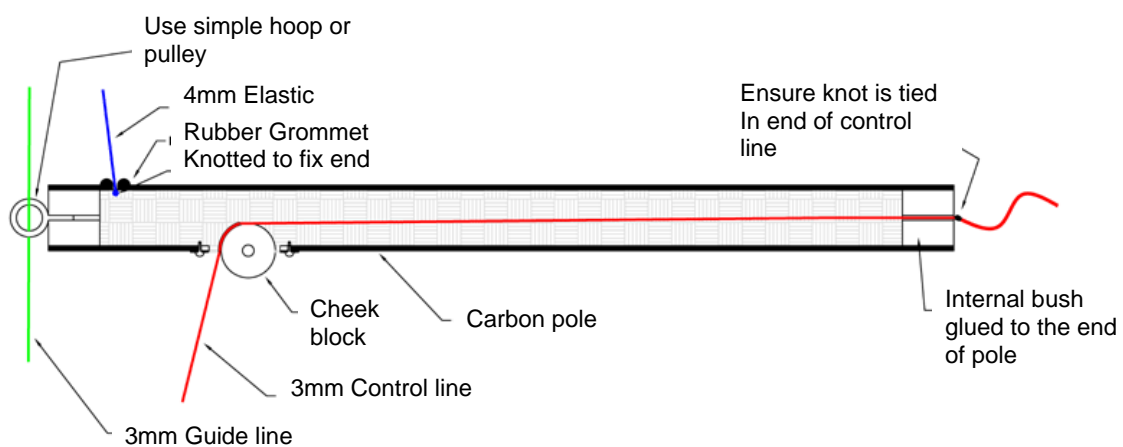 Use simple hoop or
pulley
4mm Elastic
Rubber Grommet
Knotted to fix end
Ensure knot is tied
In end of control
line
Cheek
block
Carbon pole
Internal bush
glued to the end
of pole
3mm Control line
3mm Guide line